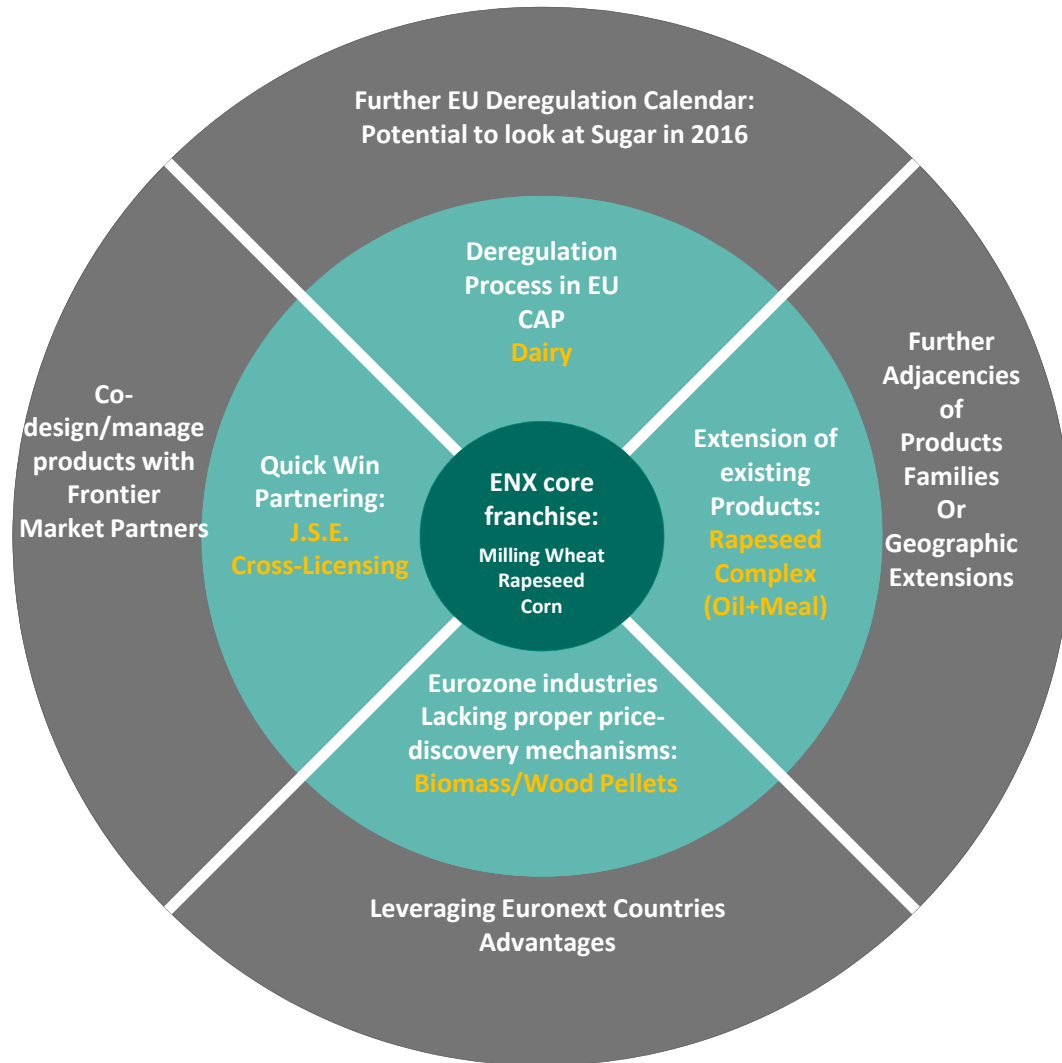 Further EU Deregulation Calendar:
Potential to look at Sugar in 2016
Deregulation
Process in EU
CAP
Dairy
Co-
design/manage
products with
Frontier
Market Partners
Quick Win
Partnering:
J.S.E.
Cross-Licensing
ENX core
franchise:
Milling Wheat
Rapeseed
Corn
Extension of
existing
Products:
Rapeseed
Complex
(Oil+Meal)
Further
Adjacencies
of
Products
Families
Or
Geographic
Extensions
Eurozone industries
Lacking proper price-
discovery mechanisms:
Biomass/Wood Pellets
Leveraging Euronext Countries
Advantages